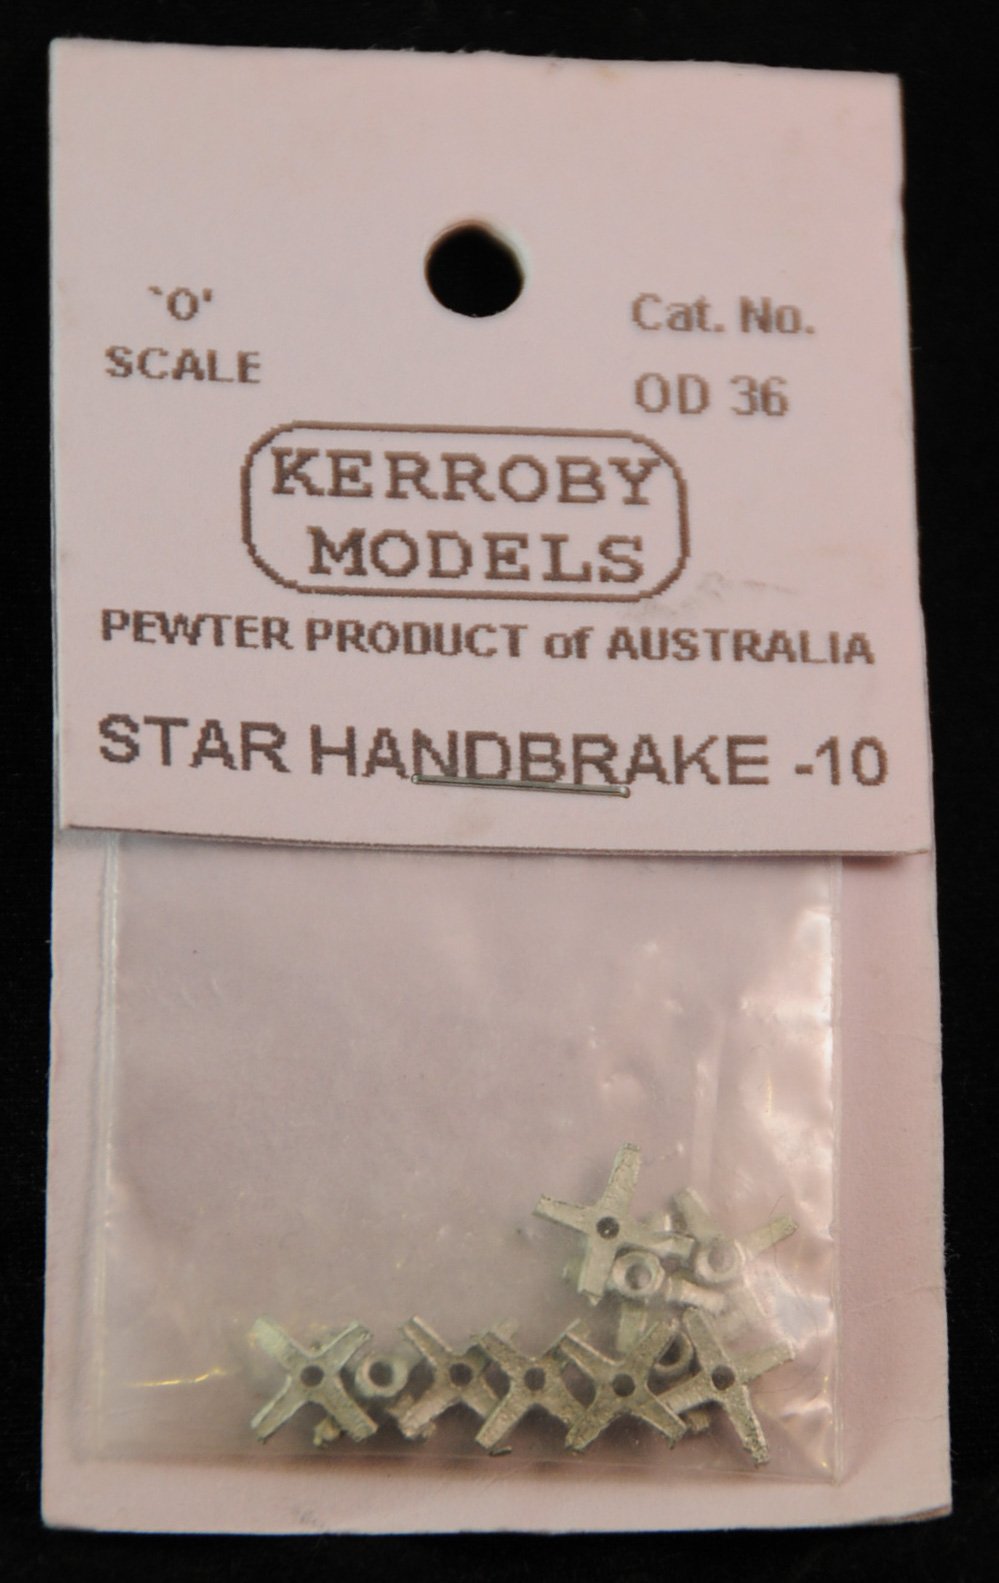 `O'
SCALE
Cat. No.
OD 36
KERROBY
MODELS
PEWTER PRODUCT of AUSTRALIA
STAR HANDBRAKE -10